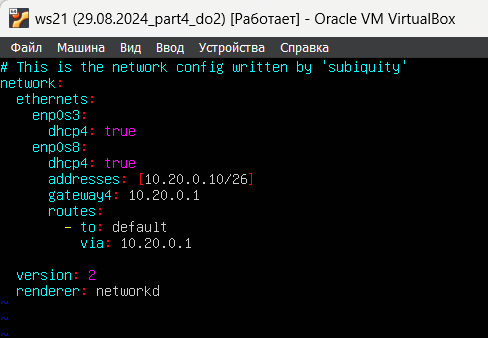 ws21 (29.08.2024_part4_do2) [Работает] - Oracle VM VirtualBox
Файл Машина Вид Ввод Устройства Справка
# This is the network config written by 'subiquity'
network:
  ethernets:
    enp0s3:
      dhcp4: true
    enp0s8:
      dhcp4: true
      addresses: [10.20.0.10/26]
      gateway4: 10.20.0.1
      routes:
        - to: default
          via: 10.20.0.1

  version: 2
  renderer: networkd
~
~
~